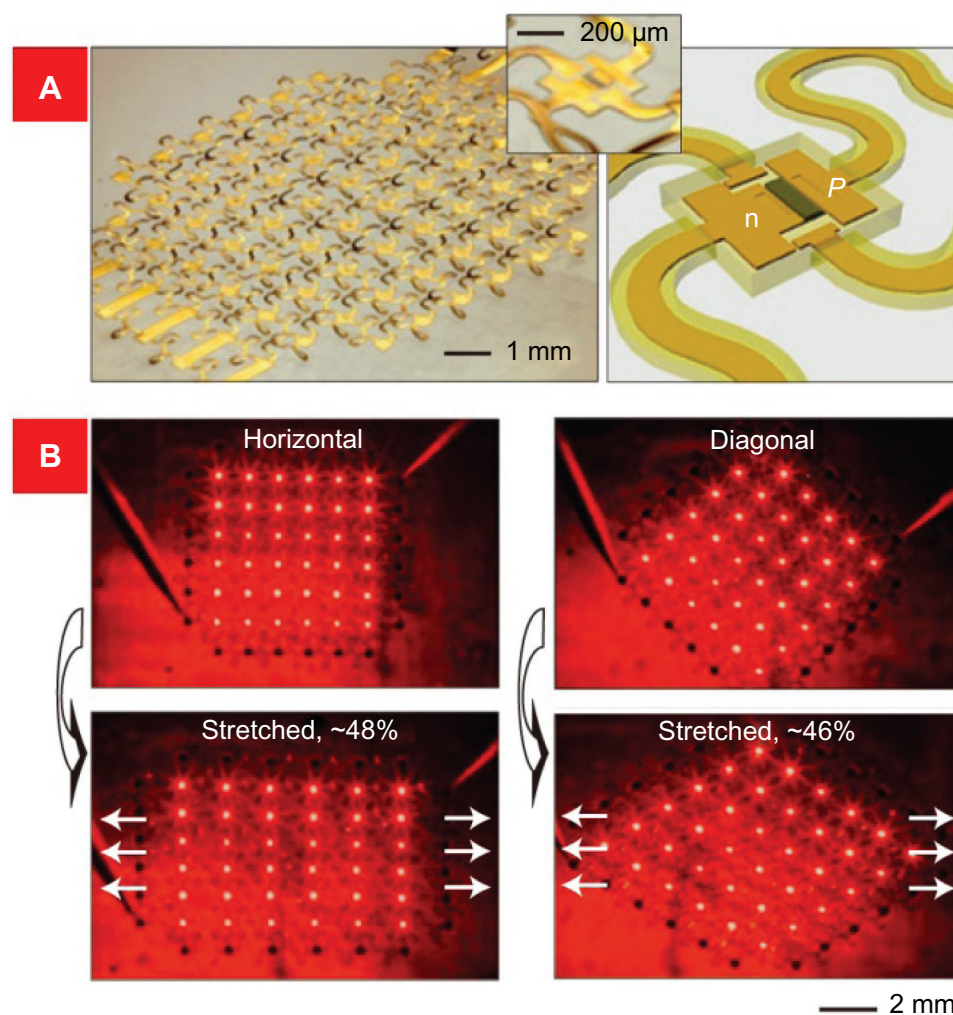 A
200 µm
1 mm
n
P
B
Horizontal
Diagonal
Stretched, ~48%
Stretched, ~46%
2 mm